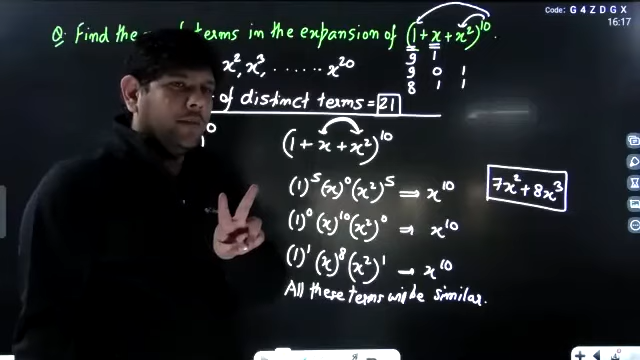 Code: G 4 Z D G X
16:17
Q. Find the terms in the expansion of (1 + x + x²)¹⁰.
9 1
9 0 1
8 1 1
x², x³, ...... x²⁰
of distinct terms = 21
(1 + x + x²)¹⁰
(1)⁵ (x)⁰ (x²)⁵ ⟹ x¹⁰
(1)⁰ (x)¹⁰ (x²)⁰ ⇒ x¹⁰
(1)¹ (x)⁸ (x²)¹ → x¹⁰
All these terms will be similar.
7x² + 8x³